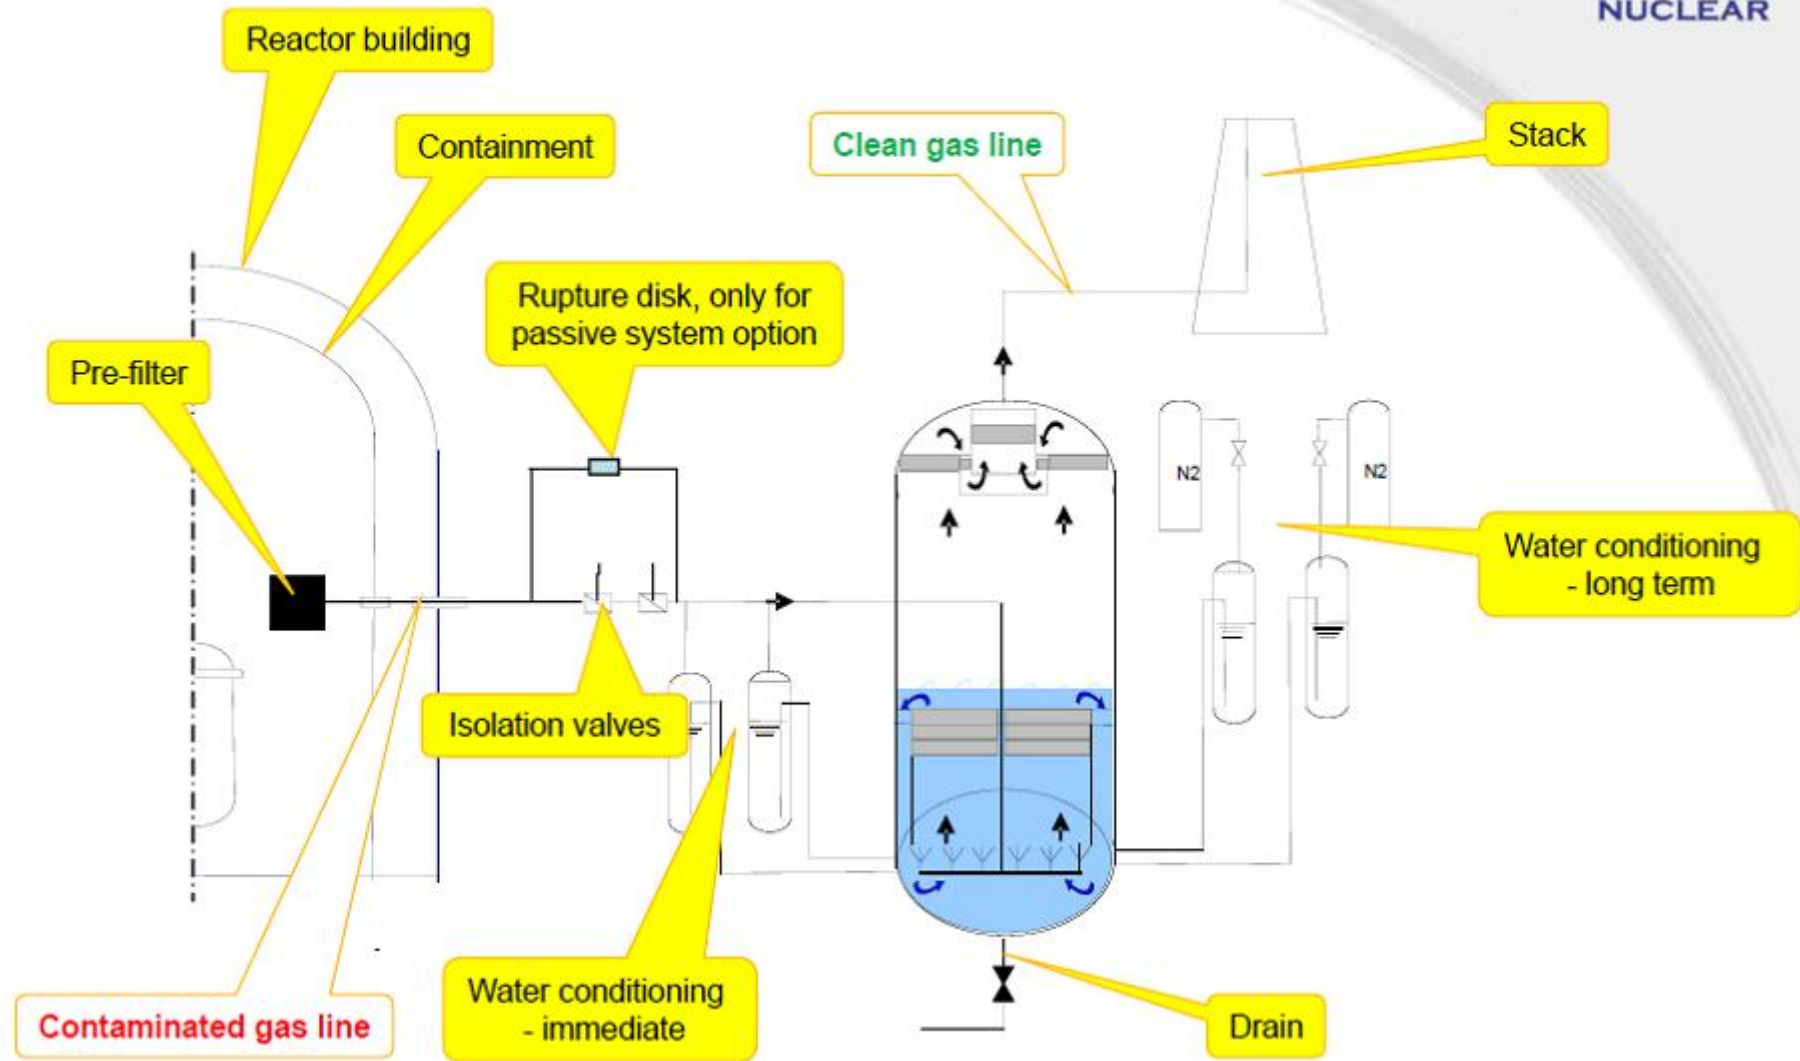 NUCLEAR
Reactor building
Containment
Clean gas line
Stack
Rupture disk, only for
passive system option
Pre-filter
N2
N2
Water conditioning
- long term
Isolation valves
Water conditioning
- immediate
Contaminated gas line
Drain